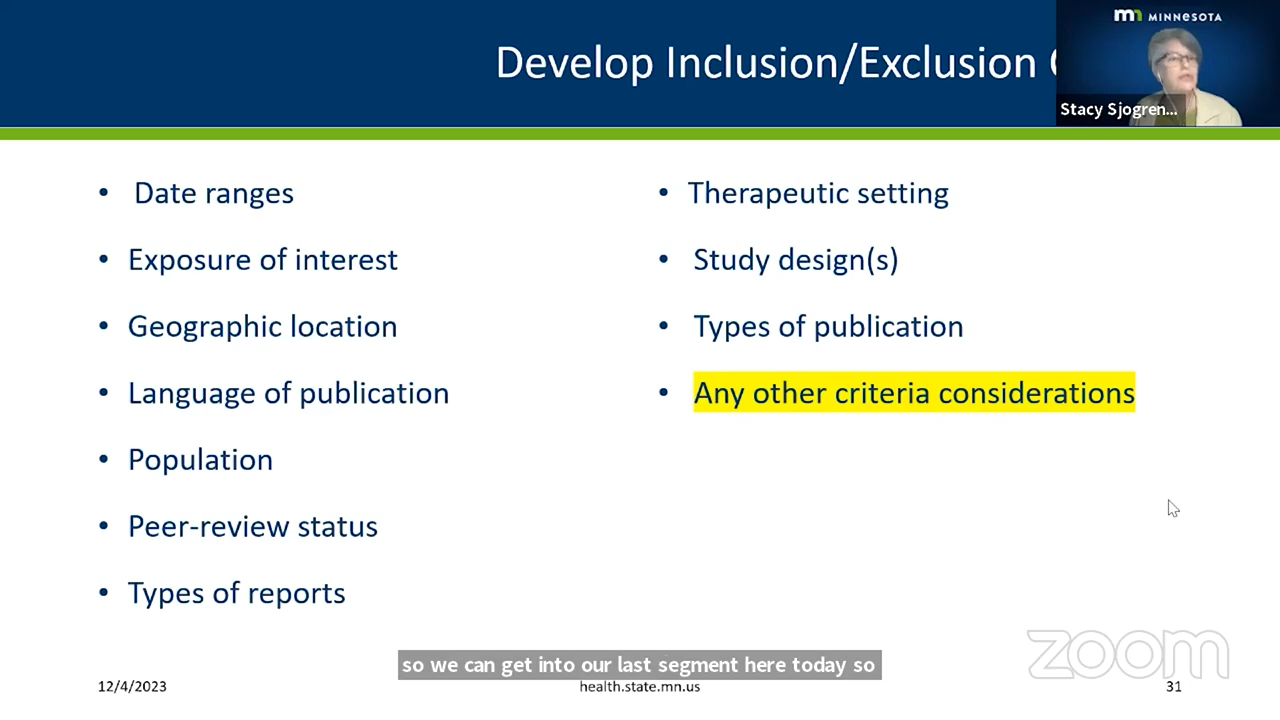 Develop Inclusion/Exclusion
mn MINNESOTA
Stacy Sjogren...
• Date ranges
• Exposure of interest
• Geographic location
• Language of publication
• Population
• Peer-review status
• Types of reports
• Therapeutic setting
• Study design(s)
• Types of publication
• Any other criteria considerations
so we can get into our last segment here today so
zoom
12/4/2023
health.state.mn.us
31